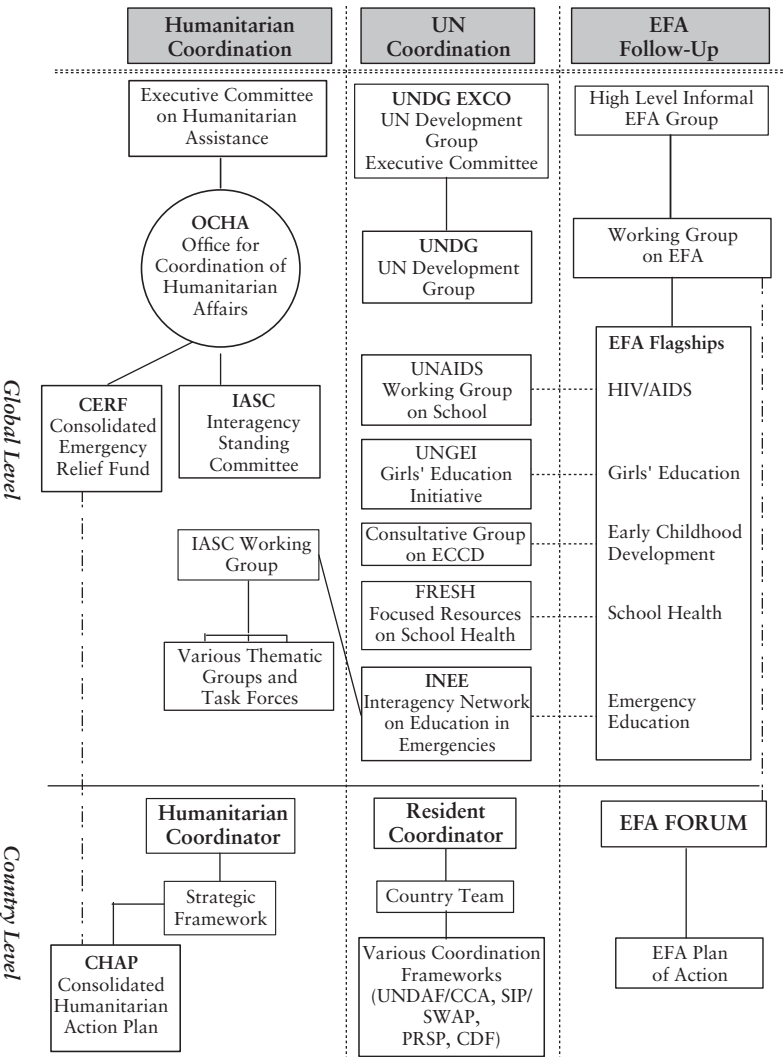 Humanitarian
Coordination
UN
Coordination
EFA
Follow-Up
Global Level
Executive Committee
on Humanitarian
Assistance
OCHA
Office for
Coordination of
Humanitarian
Affairs
CERF
Consolidated
Emergency
Relief Fund
IASC
Interagency
Standing
Committee
IASC Working
Group
Various Thematic
Groups and
Task Forces
UNDG EXCO
UN Development
Group
Executive Committee
UNDG
UN Development
Group
UNAIDS
Working Group
on School
UNGEI
Girls' Education
Initiative
Consultative Group
on ECCD
FRESH
Focused Resources
on School Health
INEE
Interagency Network
on Education in
Emergencies
High Level Informal
EFA Group
Working Group
on EFA
EFA Flagships
HIV/AIDS
Girls' Education
Early Childhood
Development
School Health
Emergency
Education
Country Level
Humanitarian
Coordinator
Strategic
Framework
CHAP
Consolidated
Humanitarian
Action Plan
Resident
Coordinator
Country Team
Various Coordination
Frameworks
(UNDAF/CCA, SIP/
SWAP,
PRSP, CDF)
EFA FORUM
EFA Plan
of Action